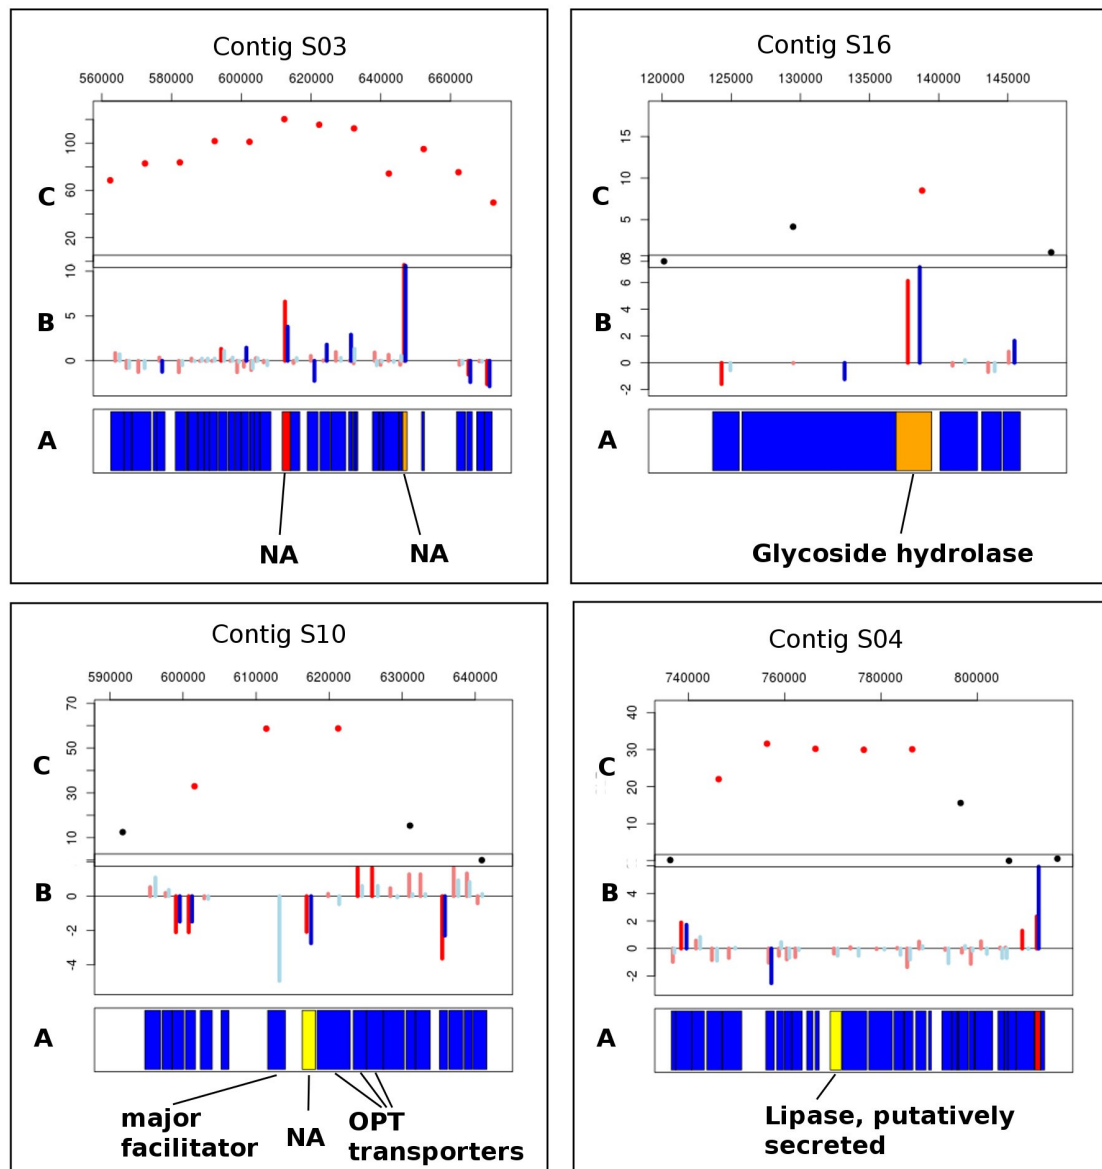 Contig S03
560000 580000 600000 620000 640000 660000
100
60
20
C
10
5
0
B
A
NA NA
Contig S16
120000 125000 130000 135000 140000 145000
15
10
5
C
6
4
2
0
-2
B
A
Glycoside hydrolase
Contig S10
590000 600000 610000 620000 630000 640000
70
50
30
10
C
0
-2
-4
B
A
major
facilitator
NA
OPT
transporters
Contig S04
740000 760000 780000 800000
40
30
20
10
C
4
2
0
-2
B
A
Lipase, putatively
secreted